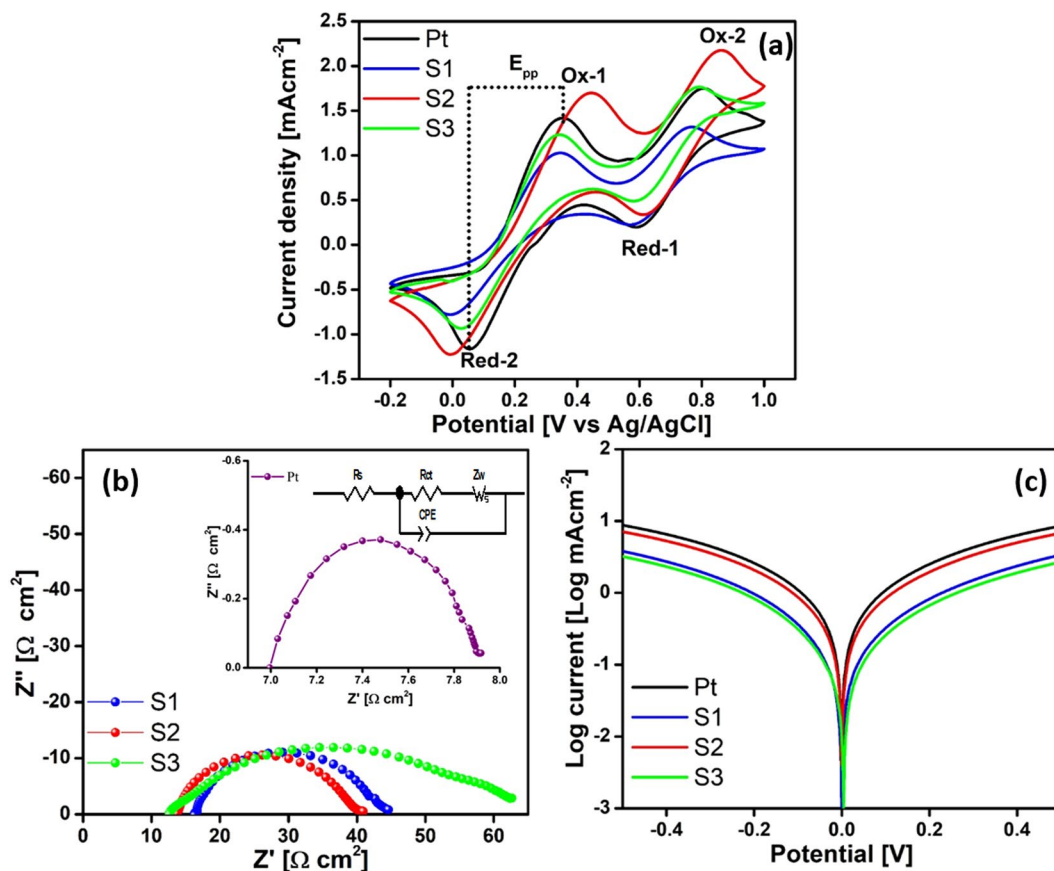 (a)
Pt
S1
S2
S3
E_pp
Ox-1
Ox-2
Red-1
Red-2
2.5
2.0
1.5
1.0
0.5
0.0
-0.5
-1.0
-1.5
Current density [mAcm⁻²]
-0.2 0.0 0.2 0.4 0.6 0.8 1.0
Potential [V vs Ag/AgCl]
(b)
-60
-50
-40
-30
-20
-10
0
Z'' [Ω cm²]
S1
S2
S3
0 10 20 30 40 50 60
Z' [Ω cm²]
Pt
-0.6
-0.4
-0.2
0.0
Z'' [Ω cm²]
7.0 7.2 7.4 7.6 7.8 8.0
Z' [Ω cm²]
Rs Rct Zw
Ws
CPE
(c)
2
1
0
-1
-2
-3
Log current [Log mAcm⁻²]
Pt
S1
S2
S3
-0.4 -0.2 0.0 0.2 0.4
Potential [V]